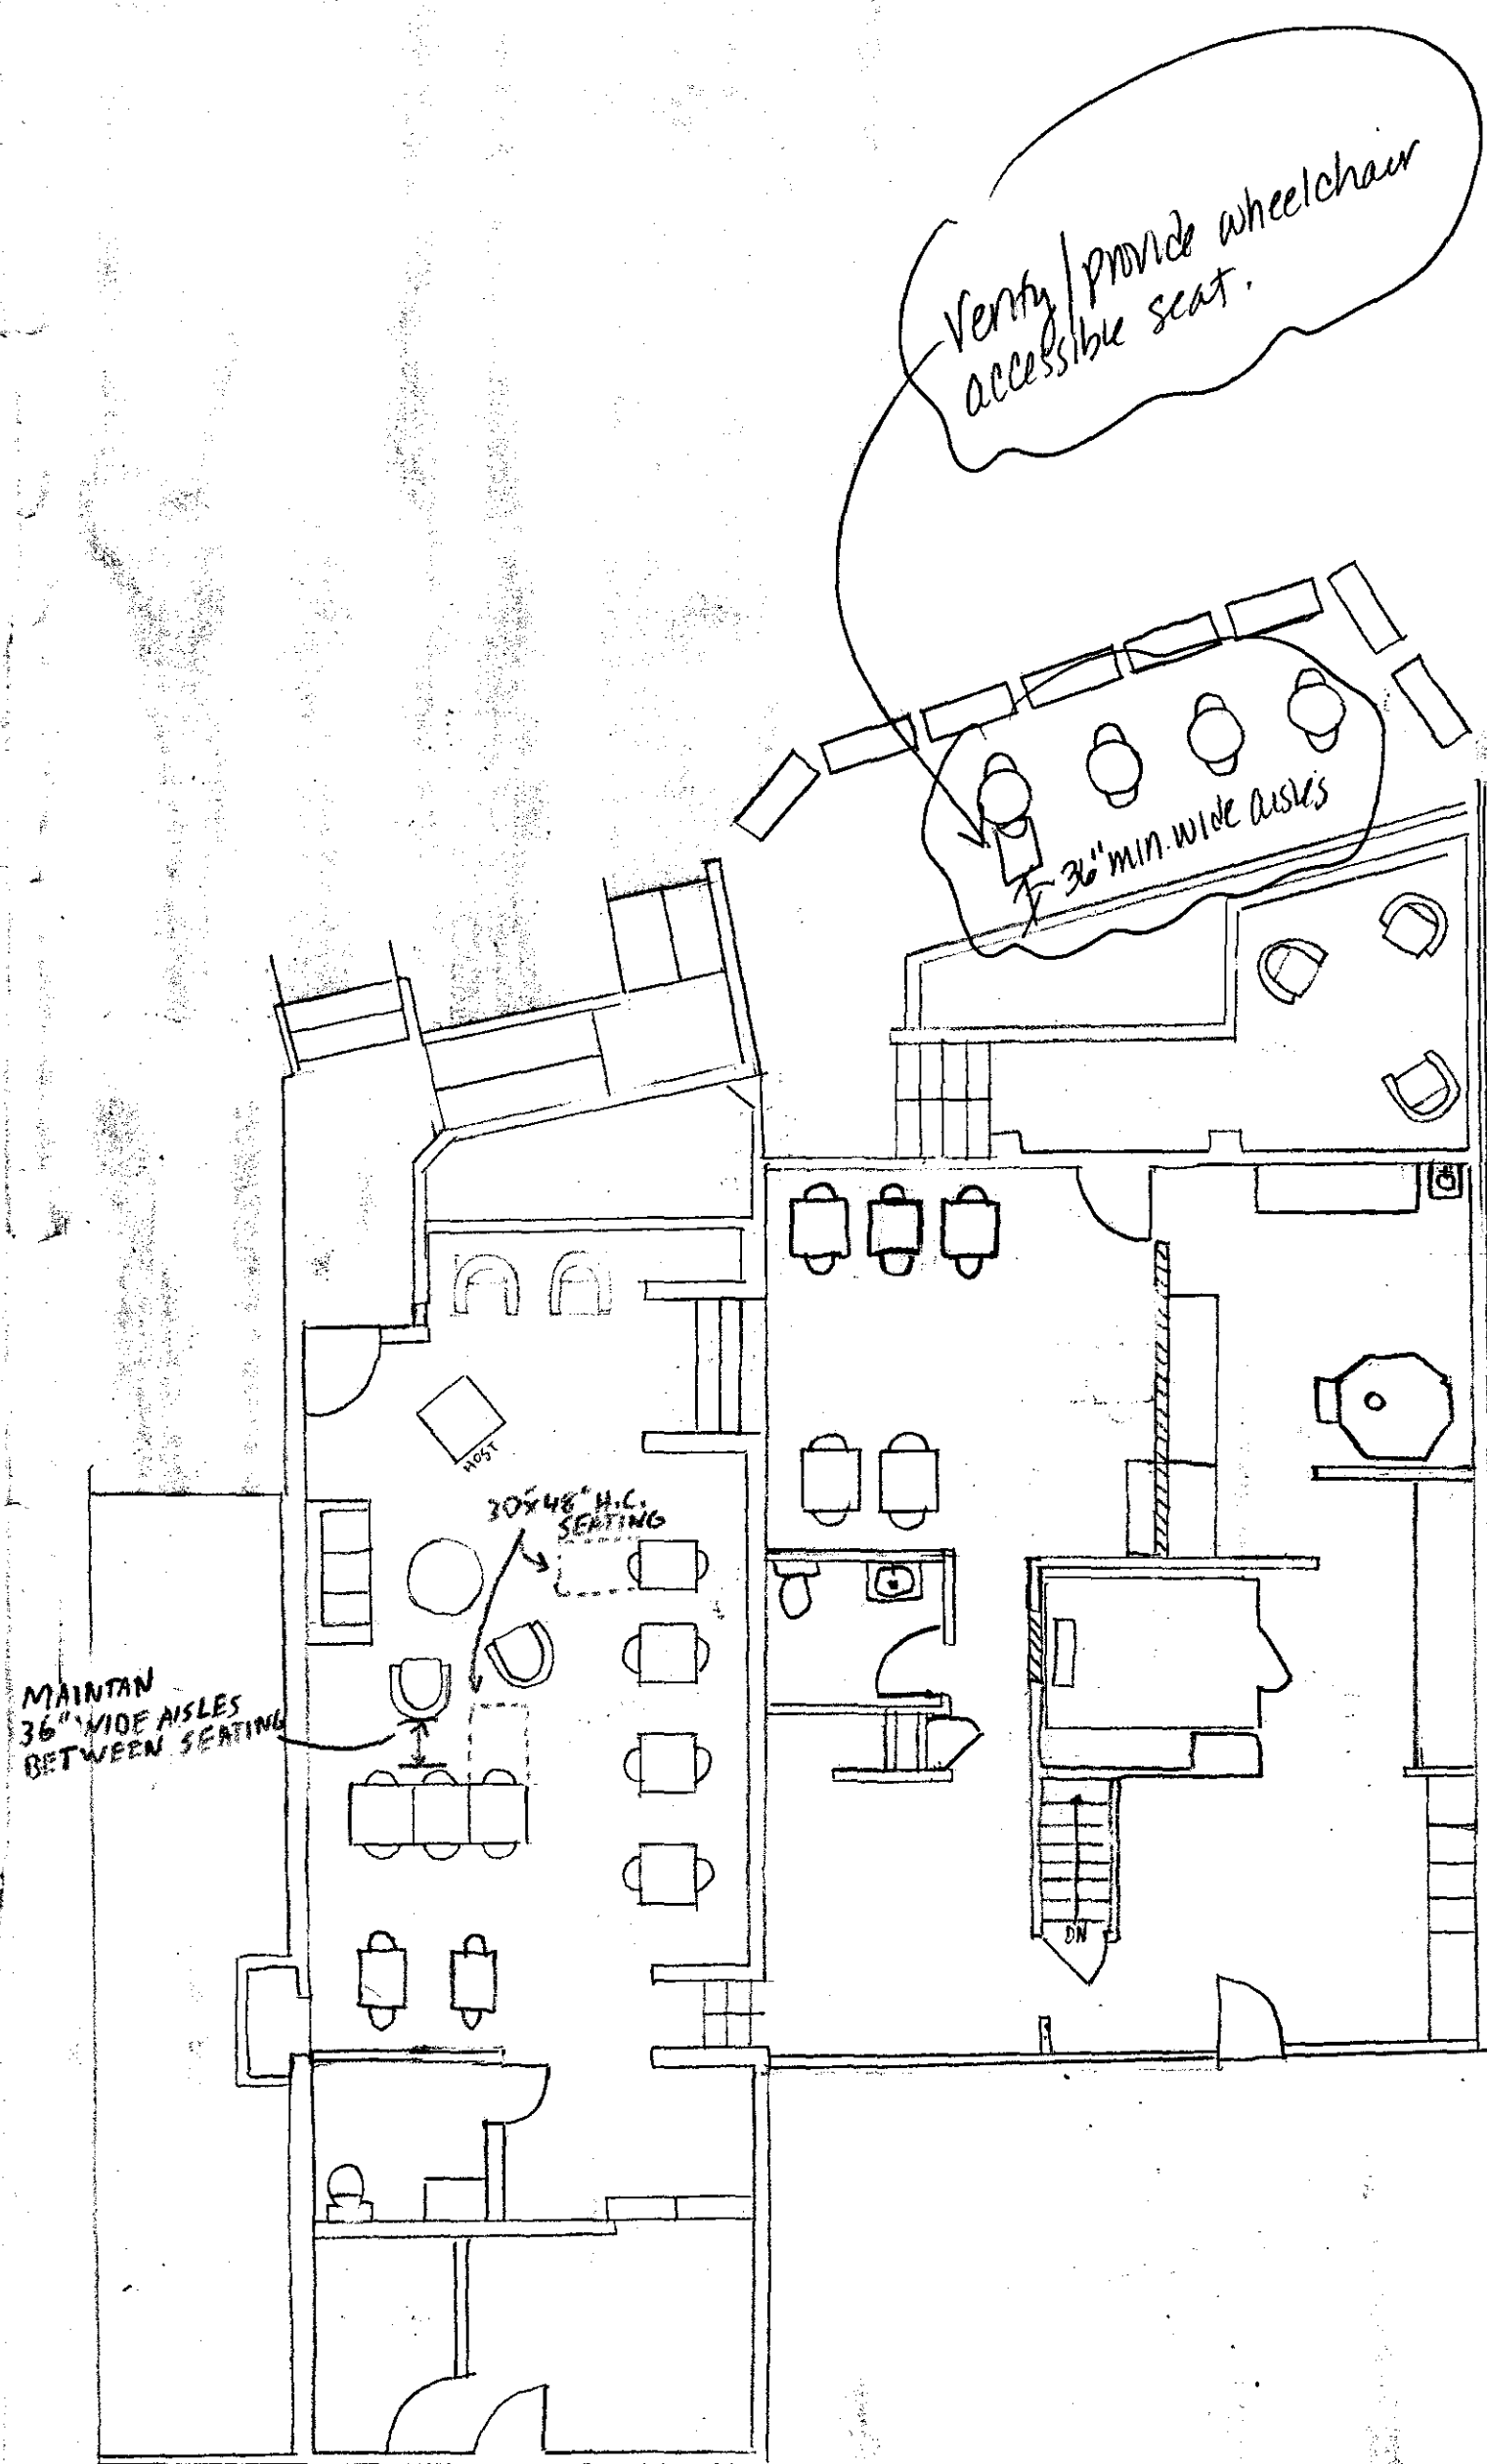 Verify/provide wheelchair
accessible seat.
36" min. wide aisles
HOST
30"x48" H.C.
SEATING
MAINTAN
36" WIDE AISLES
BETWEEN SEATING
DN